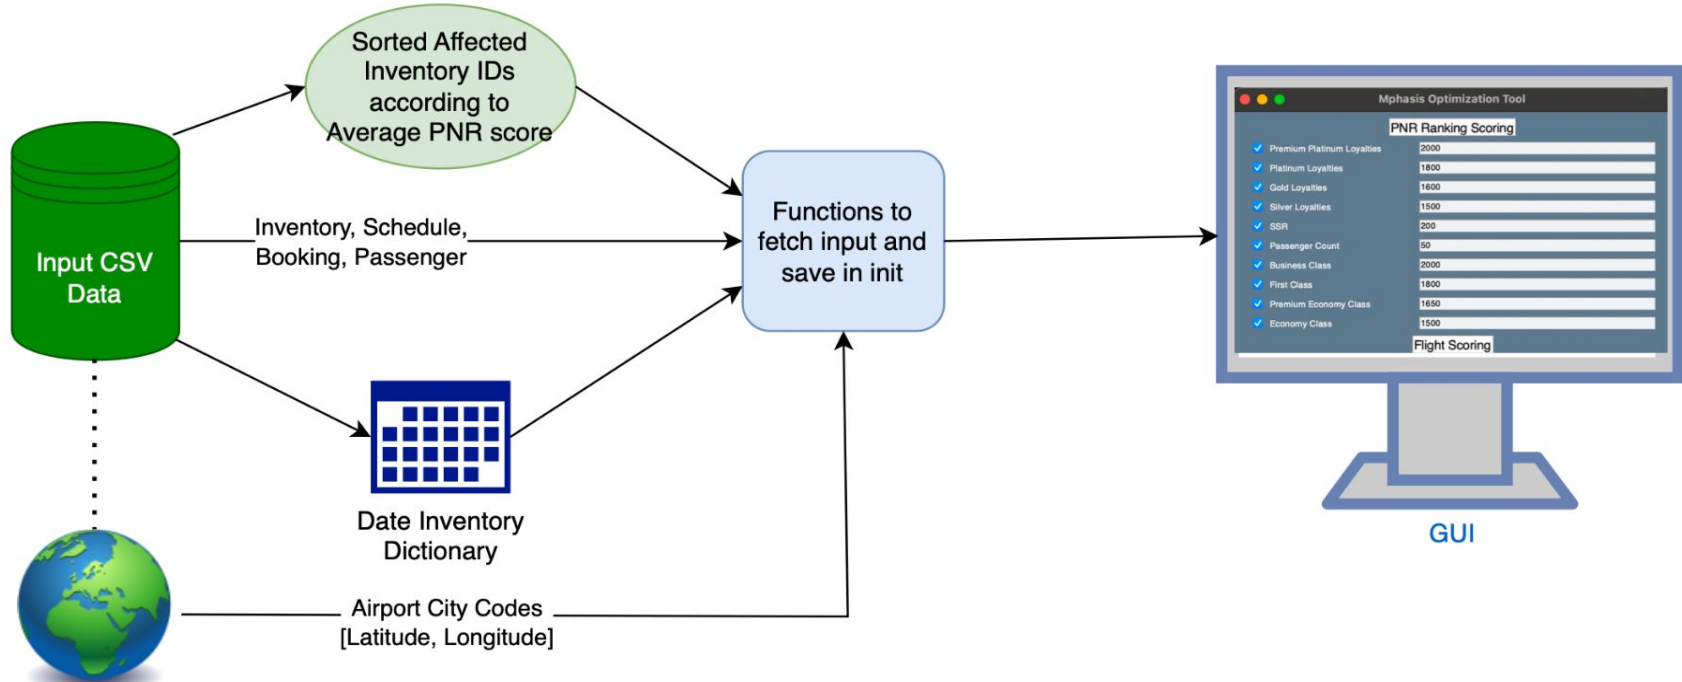 Sorted Affected
Inventory IDs
according to
Average PNR score
Input CSV
Data
Inventory, Schedule,
Booking, Passenger
Date Inventory
Dictionary
Airport City Codes
[Latitude, Longitude]
Functions to
fetch input and
save in init
Mphasis Optimization Tool
PNR Ranking Scoring
Premium Platinum Loyalties 2000
Platinum Loyalties 1800
Gold Loyalties 1600
Silver Loyalties 1500
SSR 200
Passenger Count 50
Business Class 2000
First Class 1800
Premium Economy Class 1650
Economy Class 1500
Flight Scoring
GUI